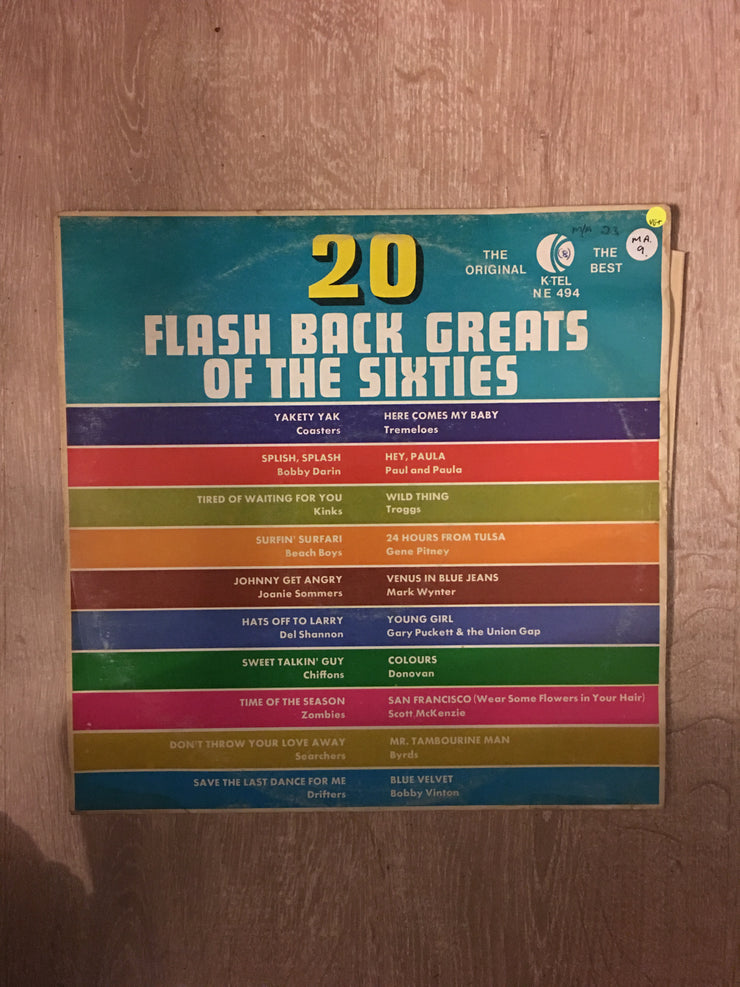 VG+
M/A 23
M.A.
9.
20
THE ORIGINAL
K-TEL
NE 494
THE BEST
FLASH BACK GREATS
OF THE SIXTIES
YAKETY YAK
Coasters
HERE COMES MY BABY
Tremeloes
SPLISH, SPLASH
Bobby Darin
HEY, PAULA
Paul and Paula
TIRED OF WAITING FOR YOU
Kinks
WILD THING
Troggs
SURFIN' SURFARI
Beach Boys
24 HOURS FROM TULSA
Gene Pitney
JOHNNY GET ANGRY
Joanie Sommers
VENUS IN BLUE JEANS
Mark Wynter
HATS OFF TO LARRY
Del Shannon
YOUNG GIRL
Gary Puckett & the Union Gap
SWEET TALKIN' GUY
Chiffons
COLOURS
Donovan
TIME OF THE SEASON
Zombies
SAN FRANCISCO (Wear Some Flowers in Your Hair)
Scott McKenzie
DON'T THROW YOUR LOVE AWAY
Searchers
MR. TAMBOURINE MAN
Byrds
SAVE THE LAST DANCE FOR ME
Drifters
BLUE VELVET
Bobby Vinton